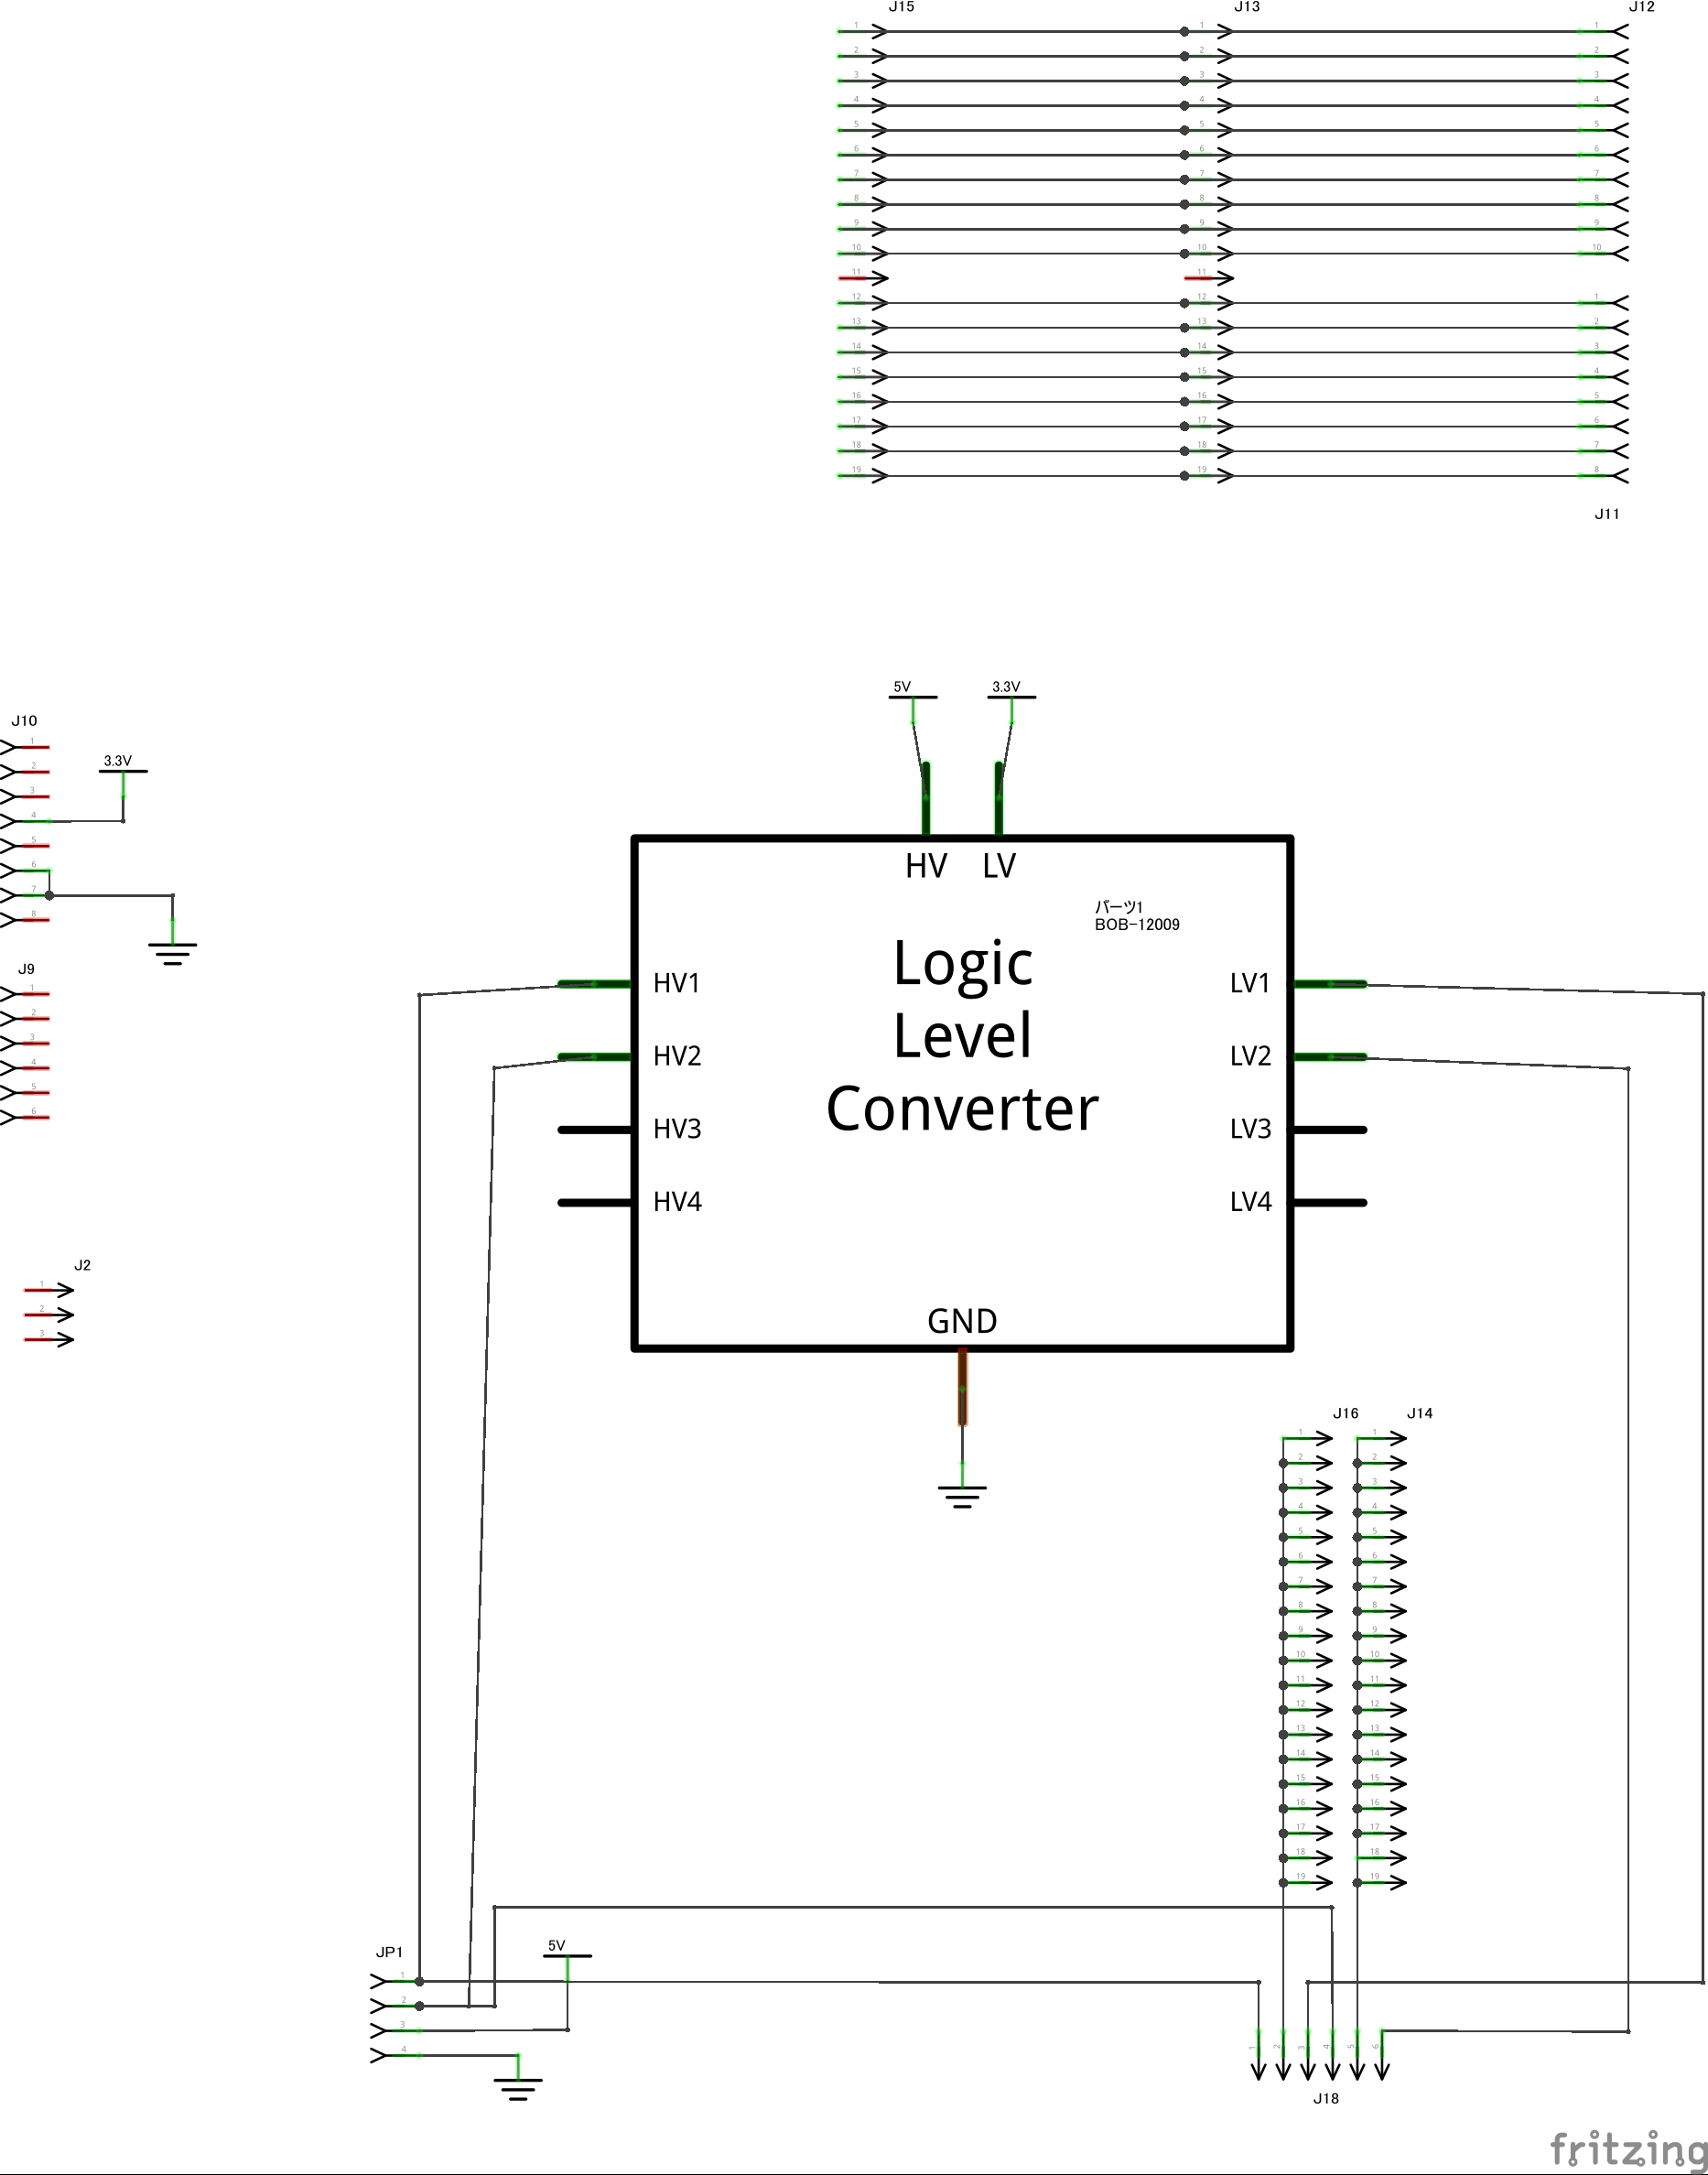 J15 J13 J12
1 1 1
2 2 2
3 3 3
4 4 4
5 5 5
6 6 6
7 7 7
8 8 8
9 9 9
10 10 10
11 11
12 12 1
13 13 2
14 14 3
15 15 4
16 16 5
17 17 6
18 18 7
19 19 8
J11
5V 3.3V
J10
1
2
3
4
5
6
7
8
3.3V
HV LV
パーツ1
BOB-12009
Logic
Level
Converter
HV1 LV1
HV2 LV2
HV3 LV3
HV4 LV4
GND
J9
1
2
3
4
5
6
J2
1
2
3
J16 J14
1 1
2 2
3 3
4 4
5 5
6 6
7 7
8 8
9 9
10 10
11 11
12 12
13 13
14 14
15 15
16 16
17 17
18 18
19 19
JP1
5V
1
2
3
4
1 2 3 4 5 6
J18
fritzing